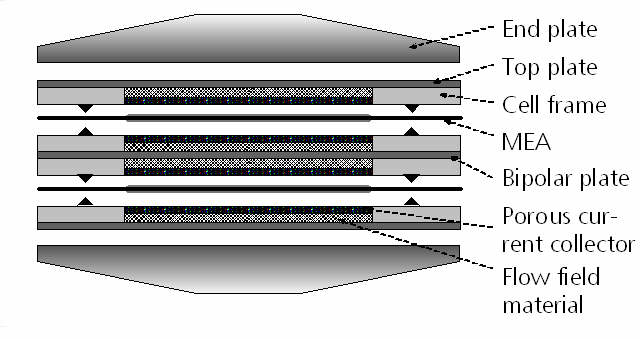 End plate
Top plate
Cell frame
MEA
Bipolar plate
Porous cur-
rent collector
Flow field
material